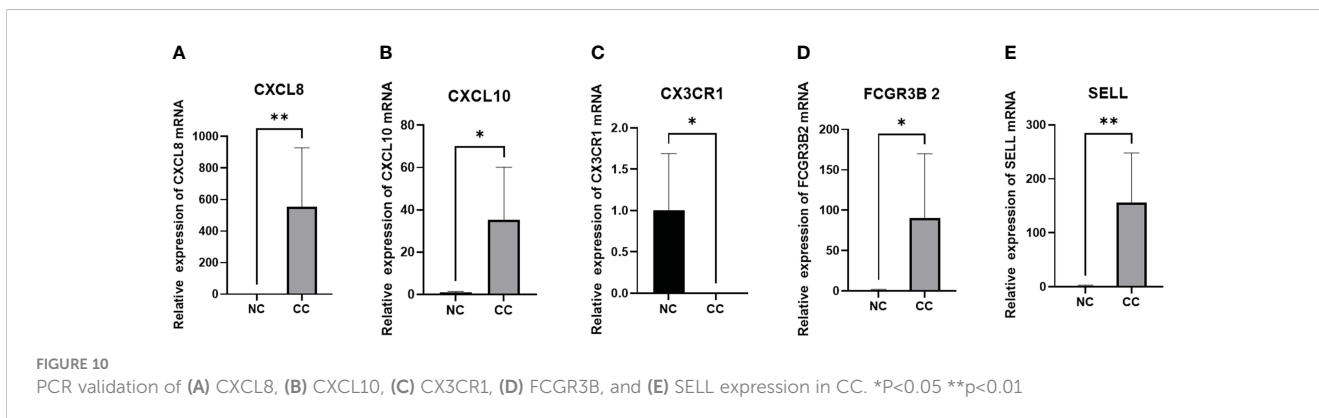 A
CXCL8
Relative expression of CXCL8 mRNA
1000
800
600
400
200
0
**
NC CC
B
CXCL10
Relative expression of CXCL10 mRNA
80
60
40
20
0
*
NC CC
C
CX3CR1
Relative expression of CX3CR1 mRNA
2.0
1.5
1.0
0.5
0.0
*
NC CC
D
FCGR3B 2
Relative expression of FCGR3B2 mRNA
200
150
100
50
0
*
NC CC
E
SELL
Relative expression of SELL mRNA
300
200
100
0
**
NC CC
FIGURE 10
PCR validation of (A) CXCL8, (B) CXCL10, (C) CX3CR1, (D) FCGR3B, and (E) SELL expression in CC. *P<0.05 **p<0.01